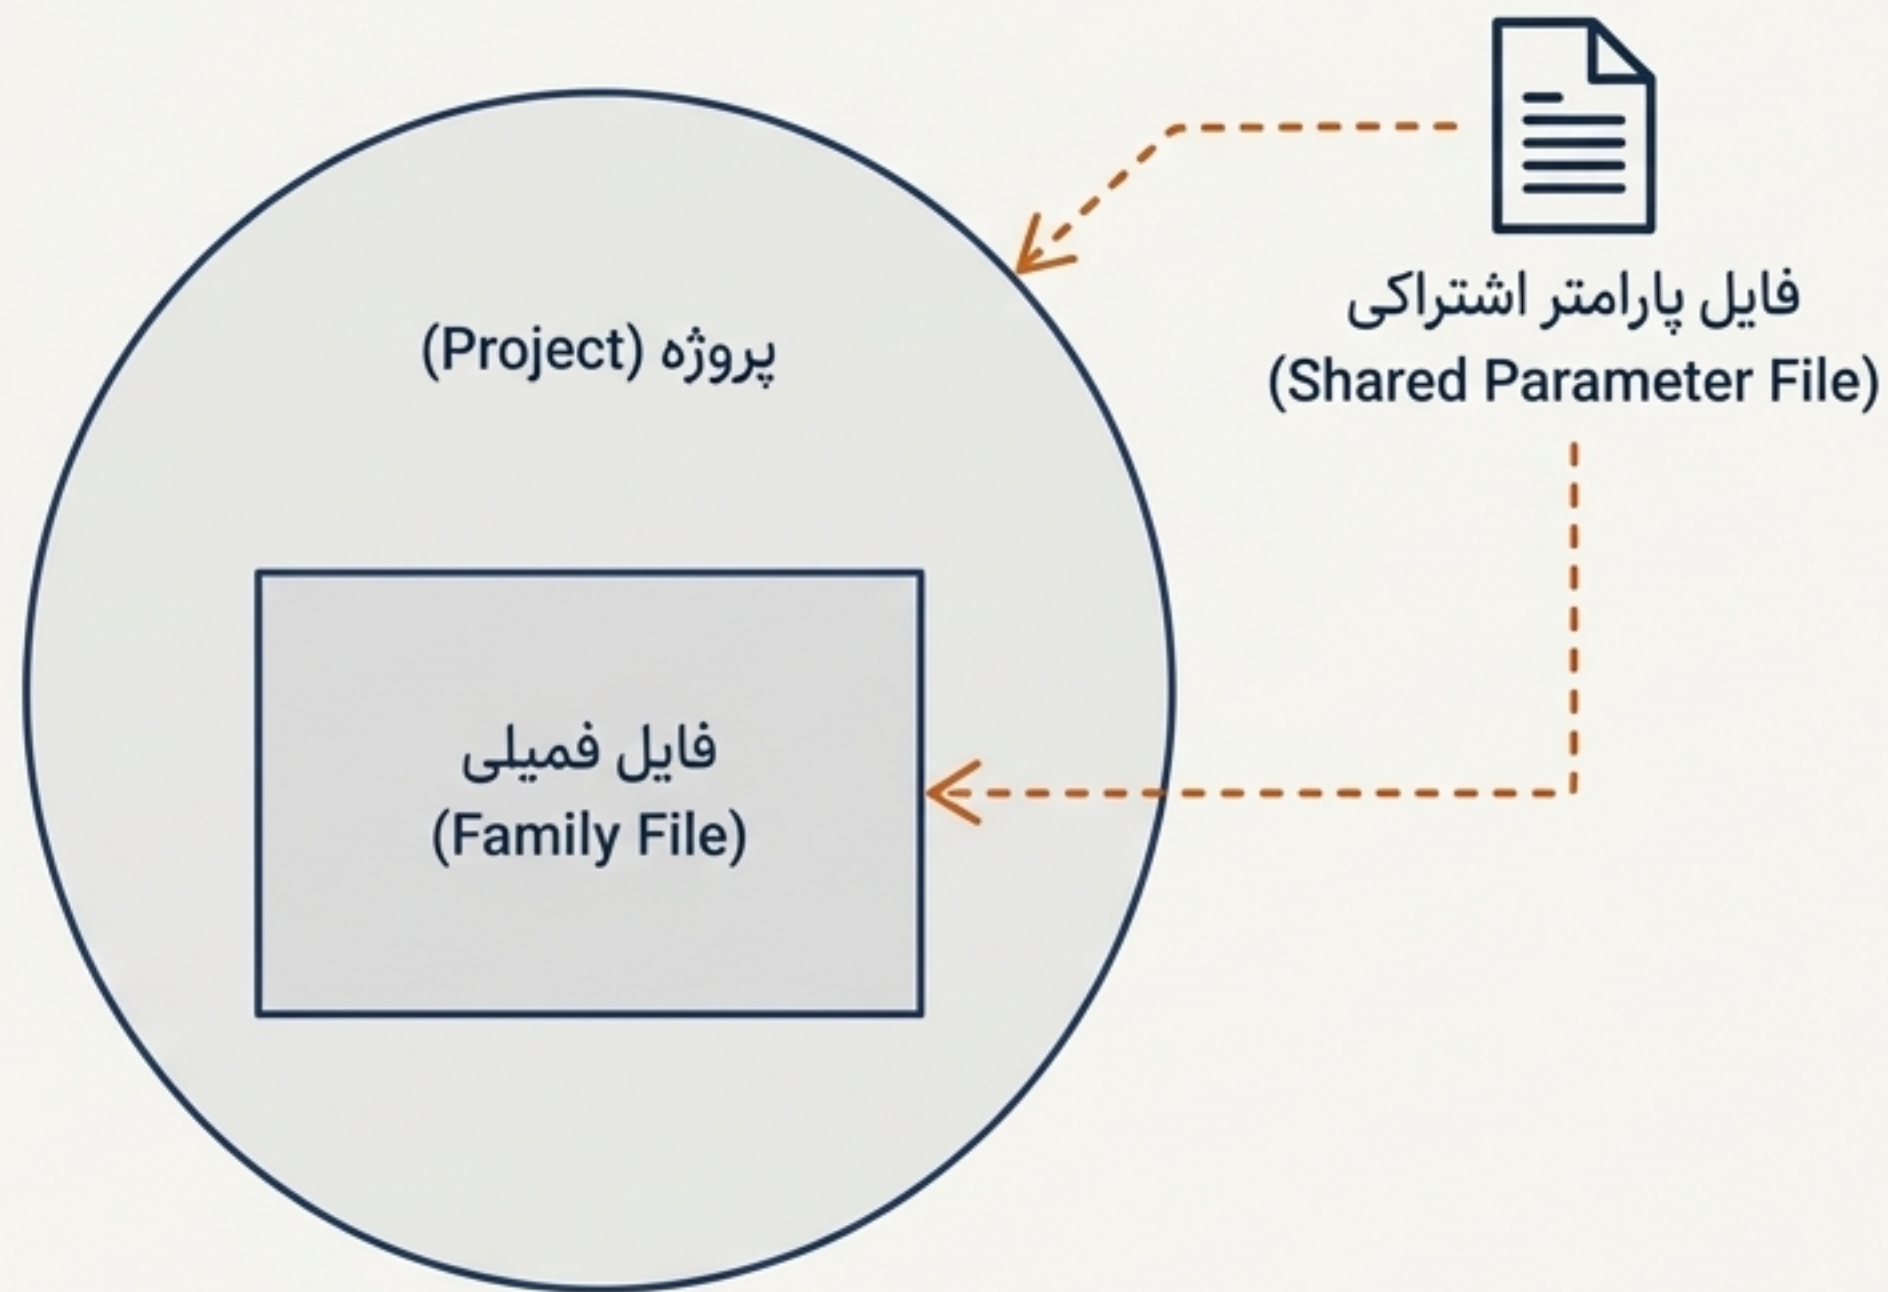 فایل پارامتر اشتراکی
(Shared Parameter File)
پروژه (Project)
فایل فمیلی
(Family File)